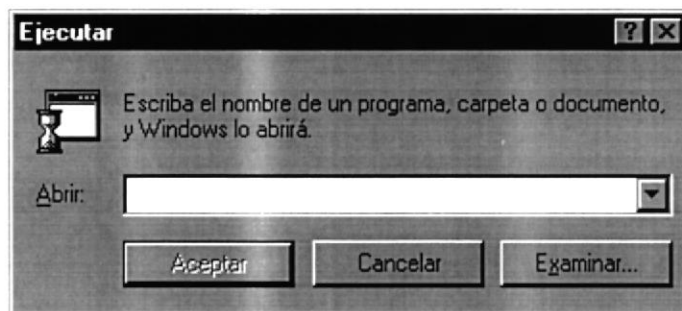 Ejecutar
Escriba el nombre de un programa, carpeta o documento,
y Windows lo abrirá.
Abrir:
Aceptar
Cancelar
Examinar...